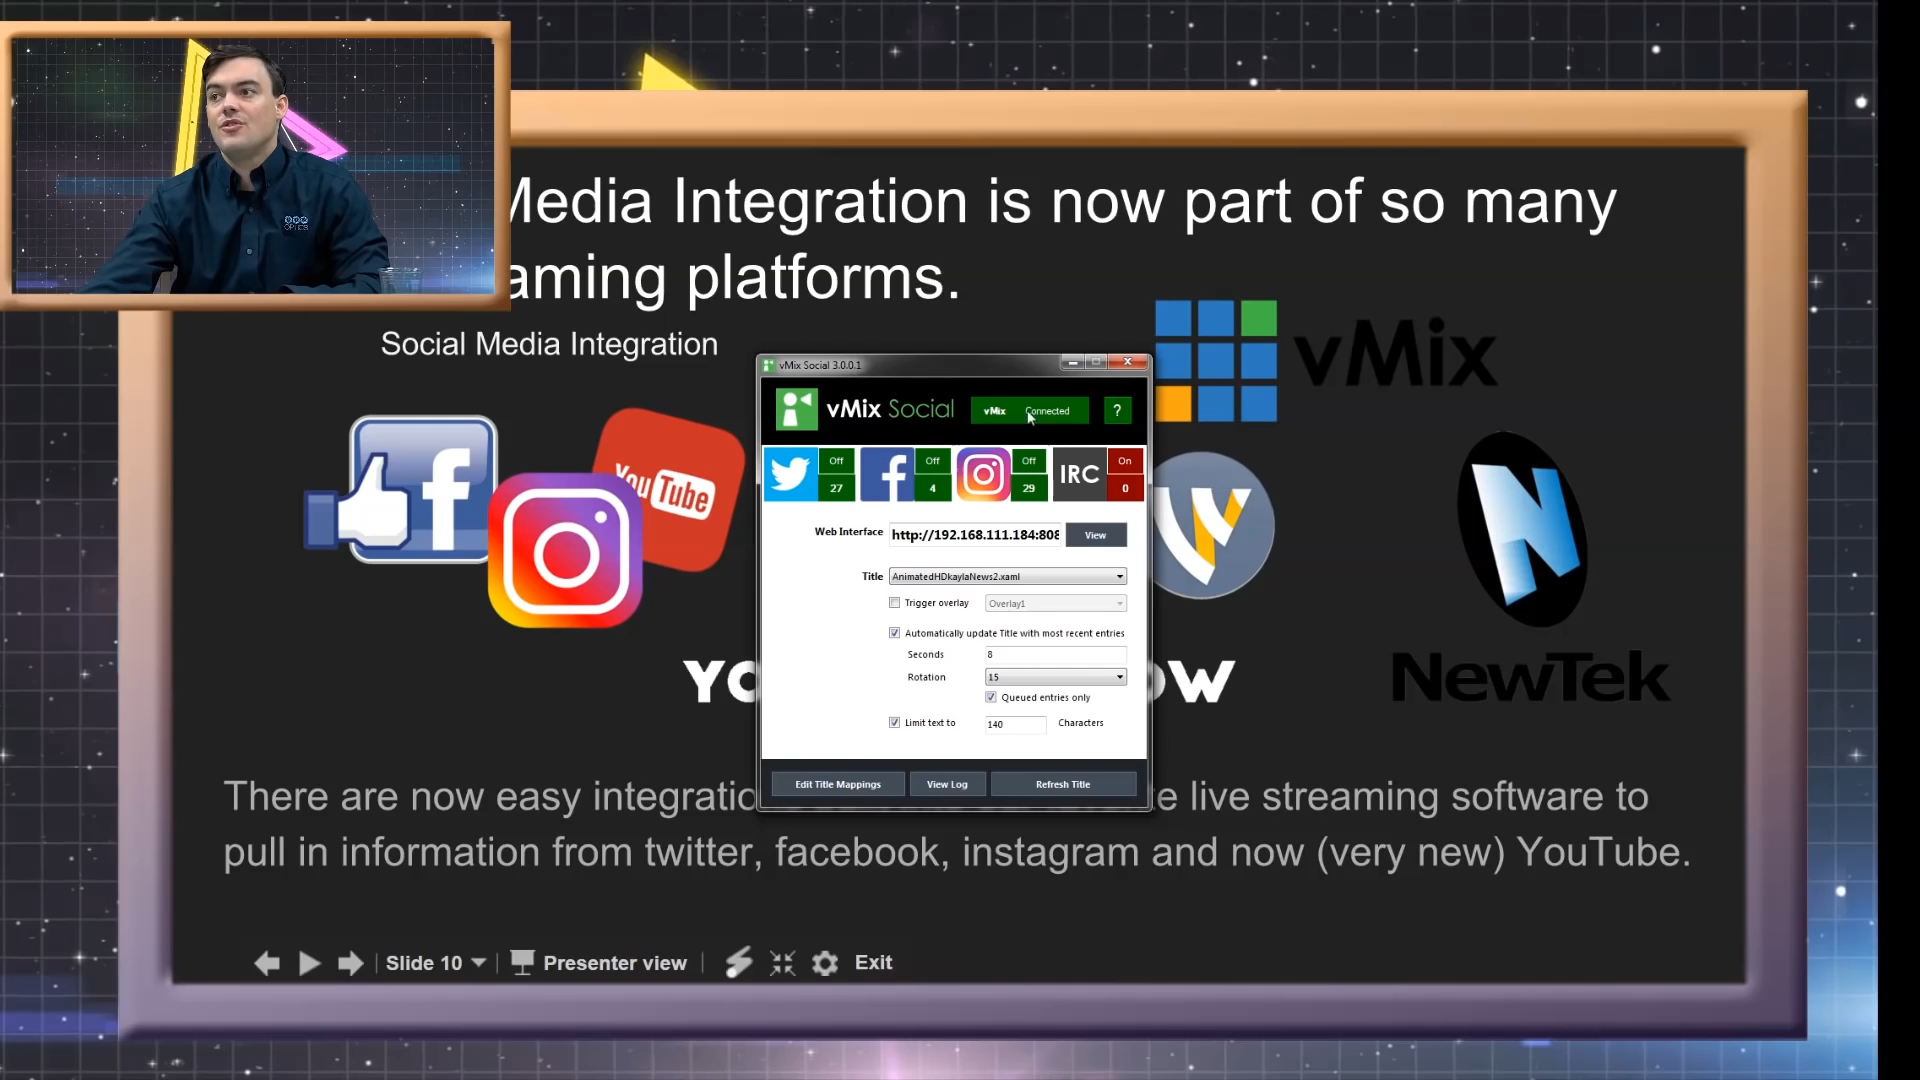 Media Integration is now part of so many
aming platforms.
Social Media Integration
vMix
You Tube
NewTek
There are now easy integratio
e live streaming software to
pull in information from twitter, facebook, instagram and now (very new) YouTube.
Slide 10
Presenter view
Exit
vMix Social 3.0.0.1
vMix Social
vMix Connected
?
Off
27
Off
4
Off
29
IRC
On
0
Web Interface
http://192.168.111.184:808
View
Title
AnimatedHDkaylaNews2.xaml
Trigger overlay
Overlay1
Automatically update Title with most recent entries
Seconds
8
Rotation
15
Queued entries only
Limit text to
140
Characters
Edit Title Mappings
View Log
Refresh Title